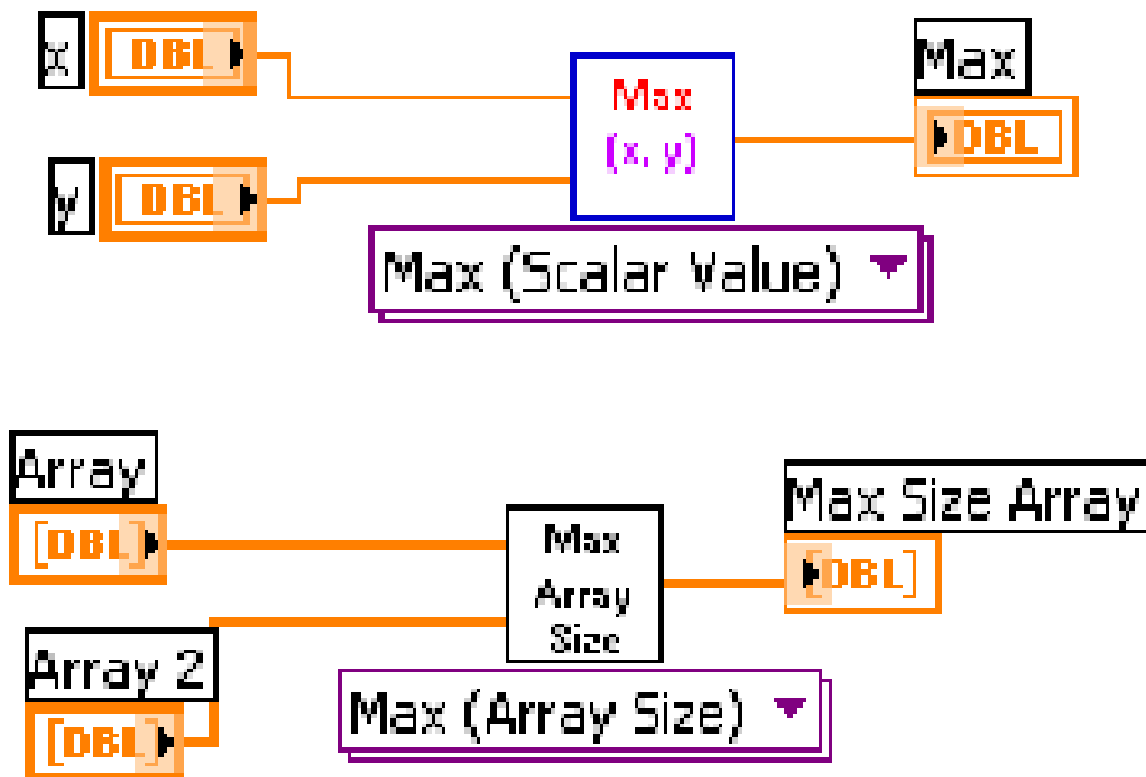 x
DBL
y
DBL
Max
(x, y)
Max
DBL
Max (Scalar Value)
Array
[DBL]
Array 2
[DBL]
Max
Array
Size
Max Size Array
[DBL]
Max (Array Size)